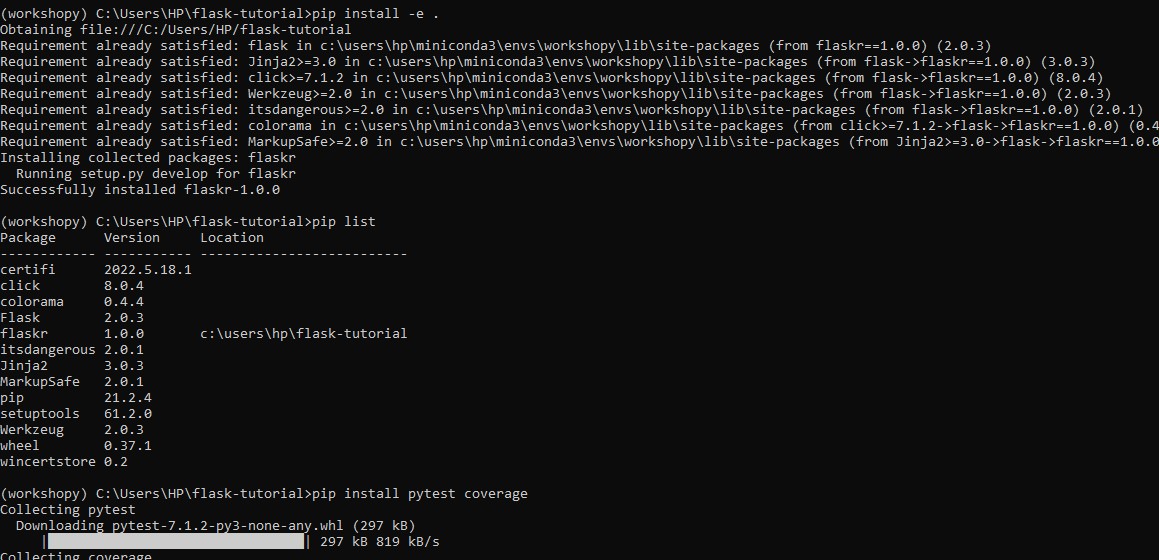 (workshopy) C:\Users\HP\flask-tutorial>pip install -e .
Obtaining file:///C:/Users/HP/flask-tutorial
Requirement already satisfied: flask in c:\users\hp\miniconda3\envs\workshopy\lib\site-packages (from flaskr==1.0.0) (2.0.3)
Requirement already satisfied: Jinja2>=3.0 in c:\users\hp\miniconda3\envs\workshopy\lib\site-packages (from flask->flaskr==1.0.0) (3.0.3)
Requirement already satisfied: click>=7.1.2 in c:\users\hp\miniconda3\envs\workshopy\lib\site-packages (from flask->flaskr==1.0.0) (8.0.4)
Requirement already satisfied: Werkzeug>=2.0 in c:\users\hp\miniconda3\envs\workshopy\lib\site-packages (from flask->flaskr==1.0.0) (2.0.3)
Requirement already satisfied: itsdangerous>=2.0 in c:\users\hp\miniconda3\envs\workshopy\lib\site-packages (from flask->flaskr==1.0.0) (2.0.1)
Requirement already satisfied: colorama in c:\users\hp\miniconda3\envs\workshopy\lib\site-packages (from click>=7.1.2->flask->flaskr==1.0.0) (0.4
Requirement already satisfied: MarkupSafe>=2.0 in c:\users\hp\miniconda3\envs\workshopy\lib\site-packages (from Jinja2>=3.0->flask->flaskr==1.0.0
Installing collected packages: flaskr
  Running setup.py develop for flaskr
Successfully installed flaskr-1.0.0
(workshopy) C:\Users\HP\flask-tutorial>pip list
Package      Version     Location
------------ ----------- --------------------------
certifi      2022.5.18.1
click        8.0.4
colorama     0.4.4
Flask        2.0.3
flaskr       1.0.0       c:\users\hp\flask-tutorial
itsdangerous 2.0.1
Jinja2       3.0.3
MarkupSafe   2.0.1
pip          21.2.4
setuptools   61.2.0
Werkzeug     2.0.3
wheel        0.37.1
wincertstore 0.2
(workshopy) C:\Users\HP\flask-tutorial>pip install pytest coverage
Collecting pytest
  Downloading pytest-7.1.2-py3-none-any.whl (297 kB)
     |████████████████████████████████| 297 kB 819 kB/s
Collecting coverage